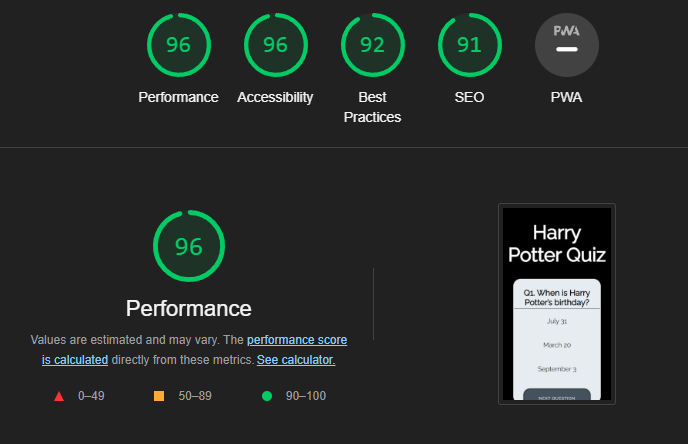 96 96 92 91 PWA
Performance Accessibility Best Practices SEO PWA
96
Performance
Values are estimated and may vary. The performance score
is calculated directly from these metrics. See calculator.
0–49 50–89 90–100
Harry
Potter Quiz
Q1. When is Harry
Potter's birthday?
July 31
March 20
September 3
NEXT QUESTION